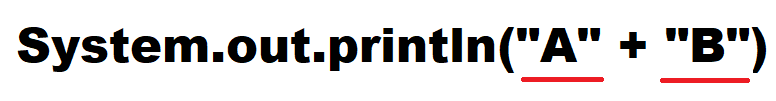 System.out.println("A" + "B")